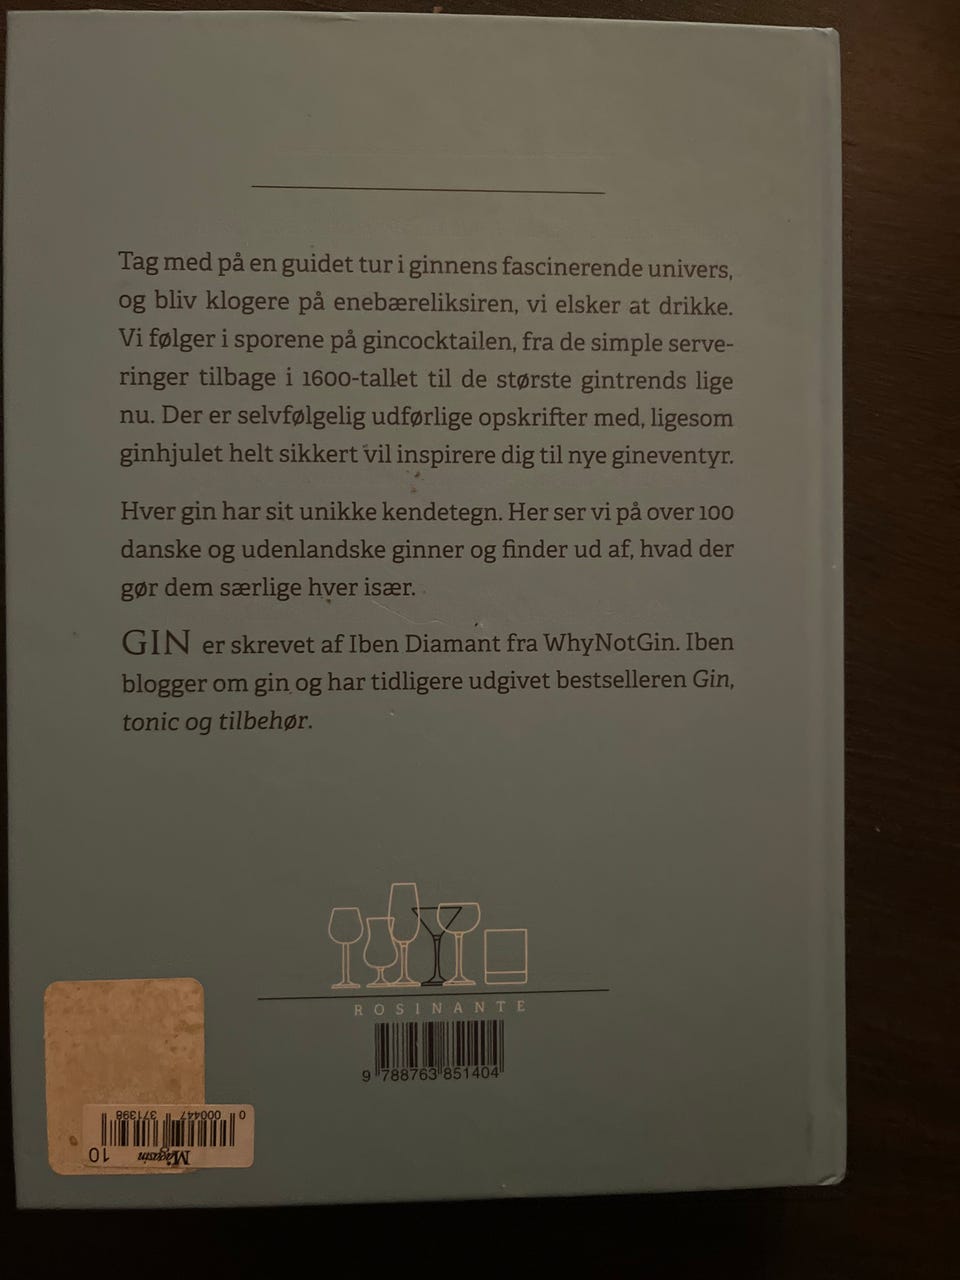 Tag med på en guidet tur i ginnens fascinerende univers,
og bliv klogere på enebæreliksiren, vi elsker at drikke.
Vi følger i sporene på gincocktailen, fra de simple serve-
ringer tilbage i 1600-tallet til de største gintrends lige
nu. Der er selvfølgelig udførlige opskrifter med, ligesom
ginhjulet helt sikkert vil inspirere dig til nye gineventyr.
Hver gin har sit unikke kendetegn. Her ser vi på over 100
danske og udenlandske ginner og finder ud af, hvad der
gør dem særlige hver især.
GIN er skrevet af Iben Diamant fra WhyNotGin. Iben
blogger om gin og har tidligere udgivet bestselleren Gin,
tonic og tilbehør.
ROSINANTE
9 788763 851404
Magasin 10
0 000447 371398